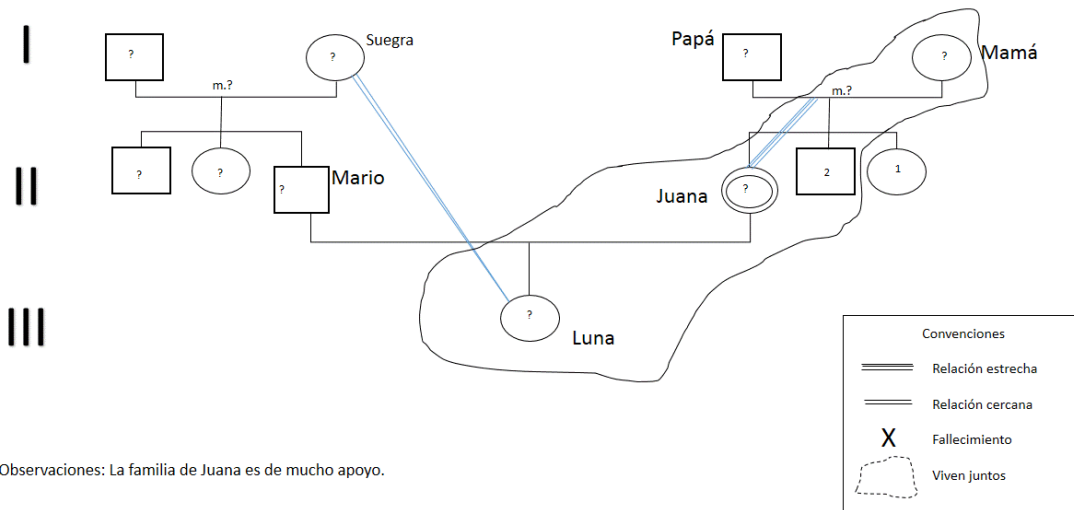 I
?
?
Suegra
Papá
?
?
Mamá
m.?
m.?
II
?
?
?
Mario
Juana
?
2
1
III
?
Luna
Convenciones
Relación estrecha
Relación cercana
X
Fallecimiento
Viven juntos
Observaciones: La familia de Juana es de mucho apoyo.